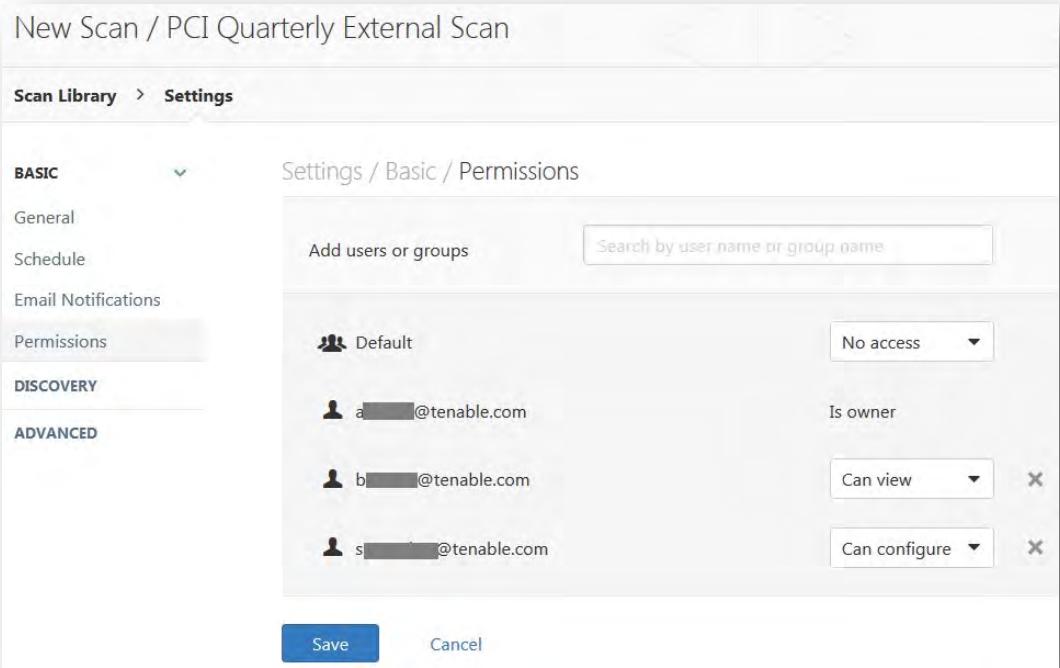 New Scan / PCI Quarterly External Scan
Scan Library > Settings
BASIC
General
Schedule
Email Notifications
Permissions
DISCOVERY
ADVANCED
Settings / Basic / Permissions
Add users or groups
Search by user name or group name
Default
No access
a @tenable.com
Is owner
b @tenable.com
Can view
s @tenable.com
Can configure
Save
Cancel